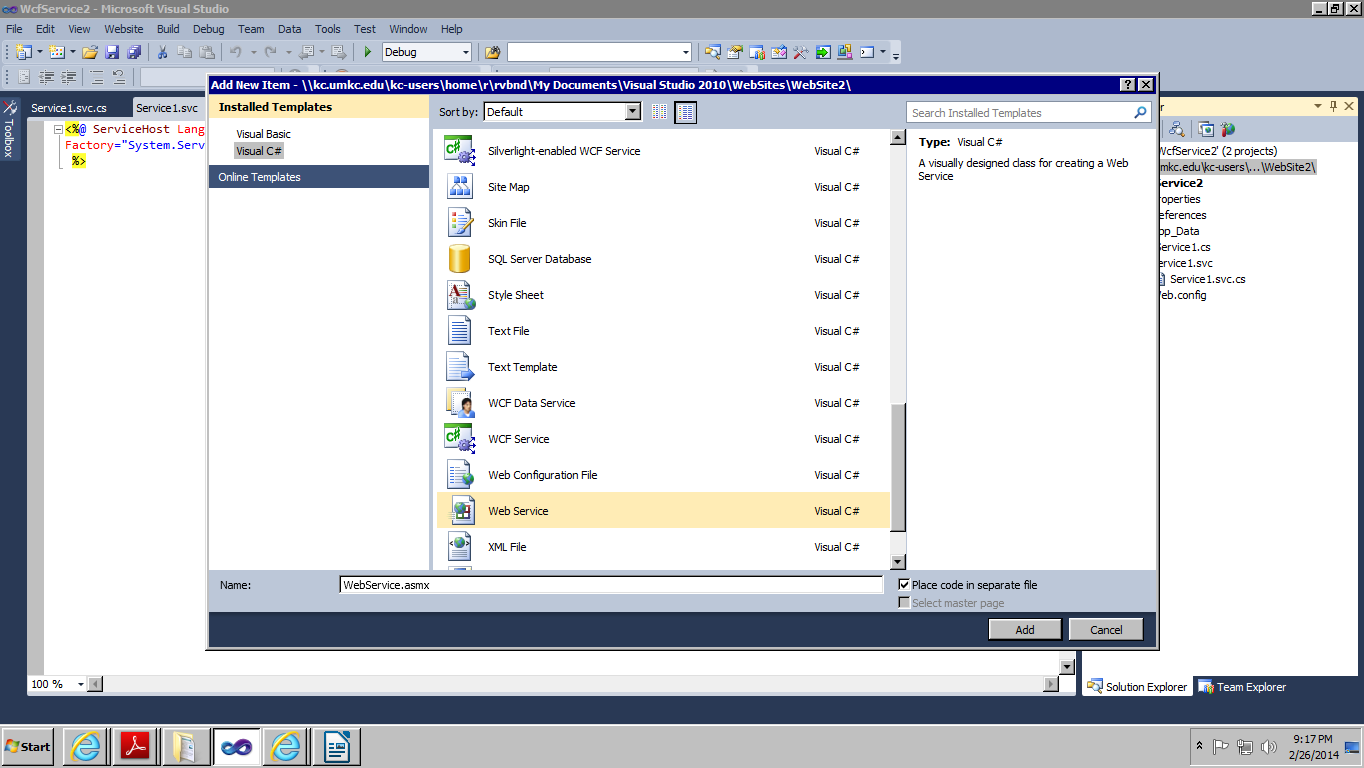 WcfService2 - Microsoft Visual Studio
File Edit View Website Build Debug Team Data Tools Test Window Help
Debug
Add New Item - \\kc.umkc.edu\kc-users\home\r\rvbnd\My Documents\Visual Studio 2010\WebSites\WebSite2\
Toolbox
Service1.svc.cs Service1.svc
<%@ ServiceHost Lang
Factory="System.Serv
%>
Installed Templates
Visual Basic
Visual C#
Online Templates
Sort by: Default
Search Installed Templates
Silverlight-enabled WCF Service Visual C#
Site Map Visual C#
Skin File Visual C#
SQL Server Database Visual C#
Style Sheet Visual C#
Text File Visual C#
Text Template Visual C#
WCF Data Service Visual C#
WCF Service Visual C#
Web Configuration File Visual C#
Web Service Visual C#
XML File Visual C#
Type: Visual C#
A visually designed class for creating a Web
Service
Name: WebService.asmx
Place code in separate file
Select master page
Add Cancel
r
WcfService2' (2 projects)
mkc.edu\kc-users\...\WebSite2\
Service2
roperties
eferences
pp_Data
Service1.cs
ervice1.svc
Service1.svc.cs
eb.config
100 %
Solution Explorer Team Explorer
Start
9:17 PM
2/26/2014